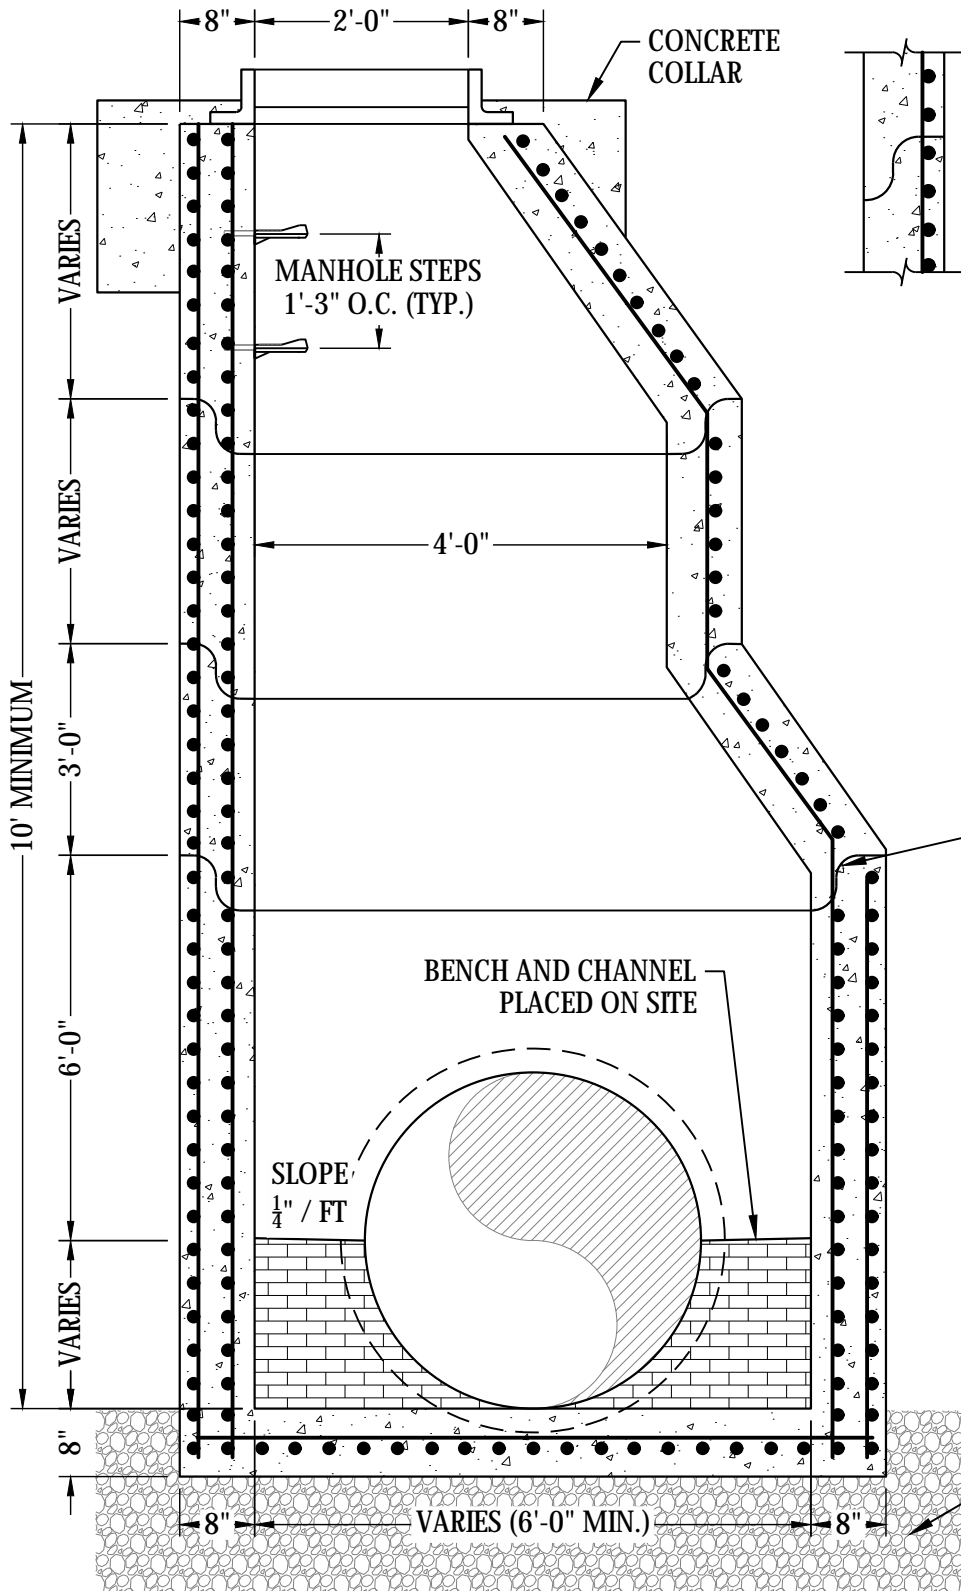 8" 2'-0" 8"
CONCRETE
COLLAR
VARIES
MANHOLE STEPS
1'-3" O.C. (TYP.)
VARIES
4'-0"
10' MINIMUM
3'-0"
BENCH AND CHANNEL
PLACED ON SITE
6'-0"
SLOPE
1/4" / FT
VARIES
8"
8" VARIES (6'-0" MIN.) 8"